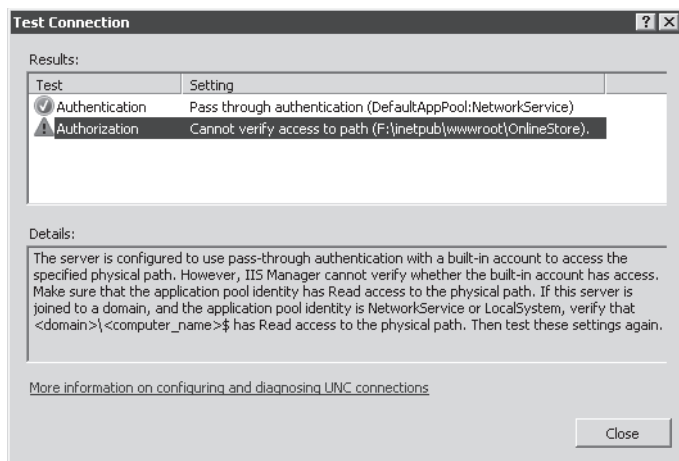 Test Connection
Results:
Test Setting
Authentication Pass through authentication (DefaultAppPool:NetworkService)
Authorization Cannot verify access to path (F:\inetpub\wwwroot\OnlineStore).
Details:
The server is configured to use pass-through authentication with a built-in account to access the
specified physical path. However, IIS Manager cannot verify whether the built-in account has access.
Make sure that the application pool identity has Read access to the physical path. If this server is
joined to a domain, and the application pool identity is NetworkService or LocalSystem, verify that
<domain>\<computer_name>$ has Read access to the physical path. Then test these settings again.
More information on configuring and diagnosing UNC connections
Close